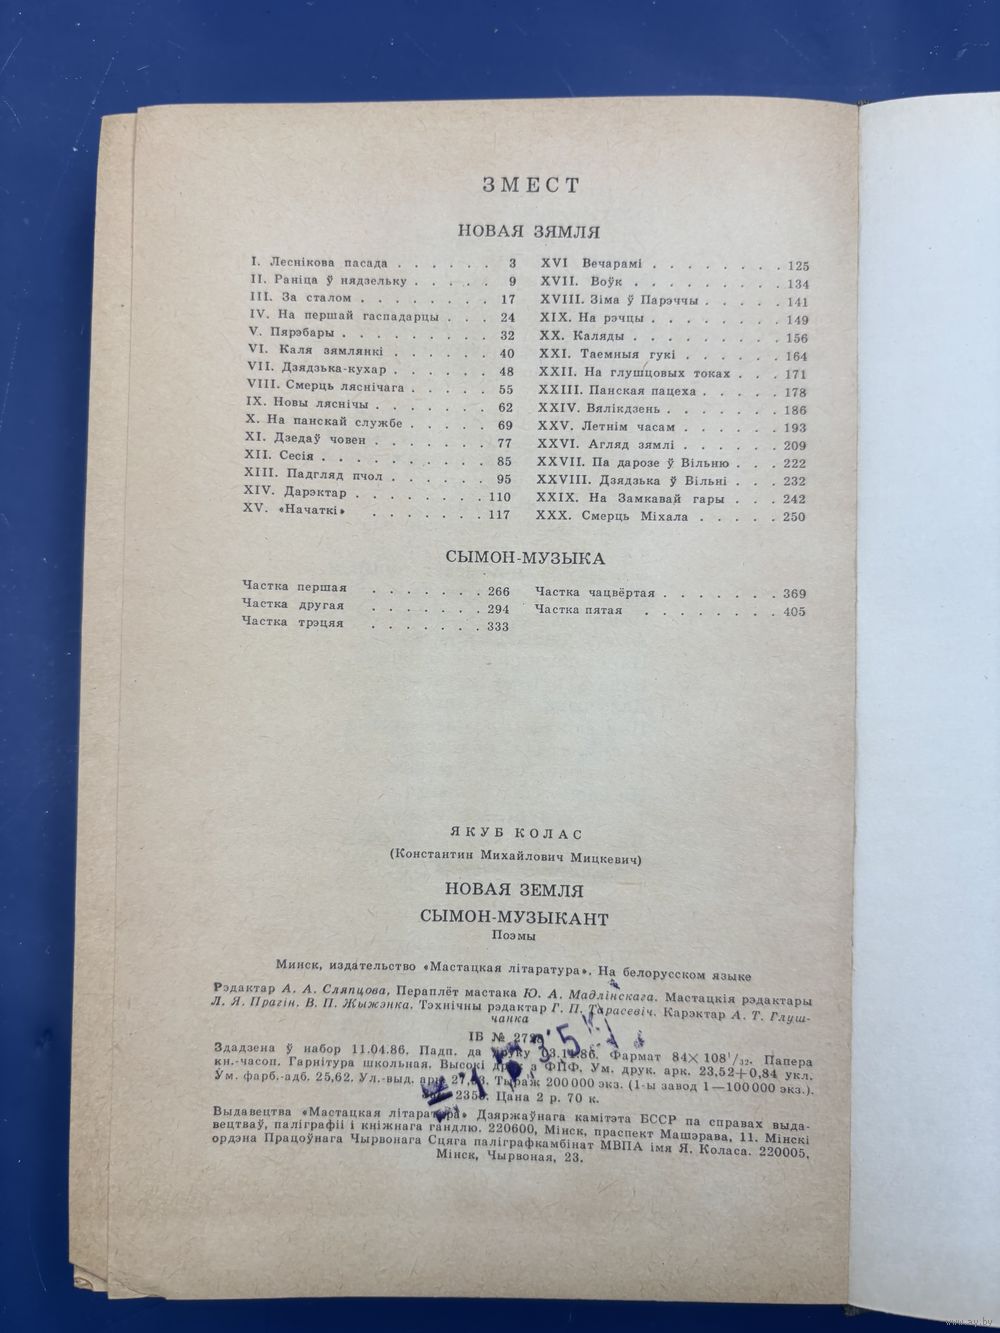 ЗМЕСТ
НОВАЯ ЗЯМЛЯ
I. Леснікова пасада . . . . . . 3
II. Раніца ў нядзельку . . . . . 9
III. За сталом . . . . . . . . 17
IV. На першай гаспадарцы . . . 24
V. Пярэбары . . . . . . . . . 32
VI. Каля зямлянкі . . . . . . 40
VII. Дзядзька-кухар . . . . . . 48
VIII. Смерць ляснічага . . . . . 55
IX. Новы ляснічы . . . . . . . 62
X. На панскай службе . . . . . 69
XI. Дзедаў човен . . . . . . . 77
XII. Сесія . . . . . . . . . . 85
XIII. Падгляд пчол . . . . . . 95
XIV. Дарэктар . . . . . . . . 110
XV. «Начаткі» . . . . . . . 117
XVI Вечарамі . . . . . . . . 125
XVII. Воўк . . . . . . . . . 134
XVIII. Зіма ў Парэччы . . . . . 141
XIX. На рэчцы . . . . . . . . 149
XX. Каляды . . . . . . . . . 156
XXI. Таемныя гукі . . . . . . 164
XXII. На глушцовых токах . . . 171
XXIII. Панская пацеха . . . . . 178
XXIV. Вялікдзень . . . . . . . 186
XXV. Летнім часам . . . . . . 193
XXVI. Агляд зямлі . . . . . . 209
XXVII. Па дарозе ў Вільню . . . 222
XXVIII. Дзядзька ў Вільні . . . 232
XXIX. На Замкавай гары . . . 242
XXX. Смерць Міхала . . . . . 250
СЫМОН-МУЗЫКА
Частка першая . . . . . . . 266
Частка другая . . . . . . . 294
Частка трэцяя . . . . . . . 333
Частка чацвёртая . . . . . . . 369
Частка пятая . . . . . . . . 405
ЯКУБ КОЛАС
(Константин Михайлович Мицкевич)
НОВАЯ ЗЕМЛЯ
СЫМОН-МУЗЫКАНТ
Поэмы
Минск, издательство «Мастацкая літаратура». На белорусском языке
Рэдактар А. А. Сляпцова. Пераплёт мастака Ю. А. Мадлінскага. Мастацкія рэдактары
Л. Я. Прагін, В. П. Жыжэнка. Тэхнічны рэдактар Г. П. Тарасевіч. Карэктар А. Т. Глуш-
чанка
ІБ №
Здадзена ў набор 11.04.86. Падп. да друку Фармат 84×108¹/₃₂. Папера
кн.-часоп. Гарнітура школьная. Высокі друк з ФПФ. Ум. друк. арк. 23,52+0,84 укл.
Ум. фарб.-адб. 25,62. Ул.-выд. арк. Тыраж 200 000 экз. (1-ы завод 1—100 000 экз.).
Цана 2 р. 70 к.
Выдавецтва «Мастацкая літаратура» Дзяржаўнага камітэта БССР па справах выда-
вецтваў, паліграфіі і кніжнага гандлю. 220600, Мінск, праспект Машэрава, 11. Мінскі
ордэна Працоўнага Чырвонага Сцяга паліграфкамбінат МВПА імя Я. Коласа. 220005,
Мінск, Чырвоная, 23.
www.ay.by